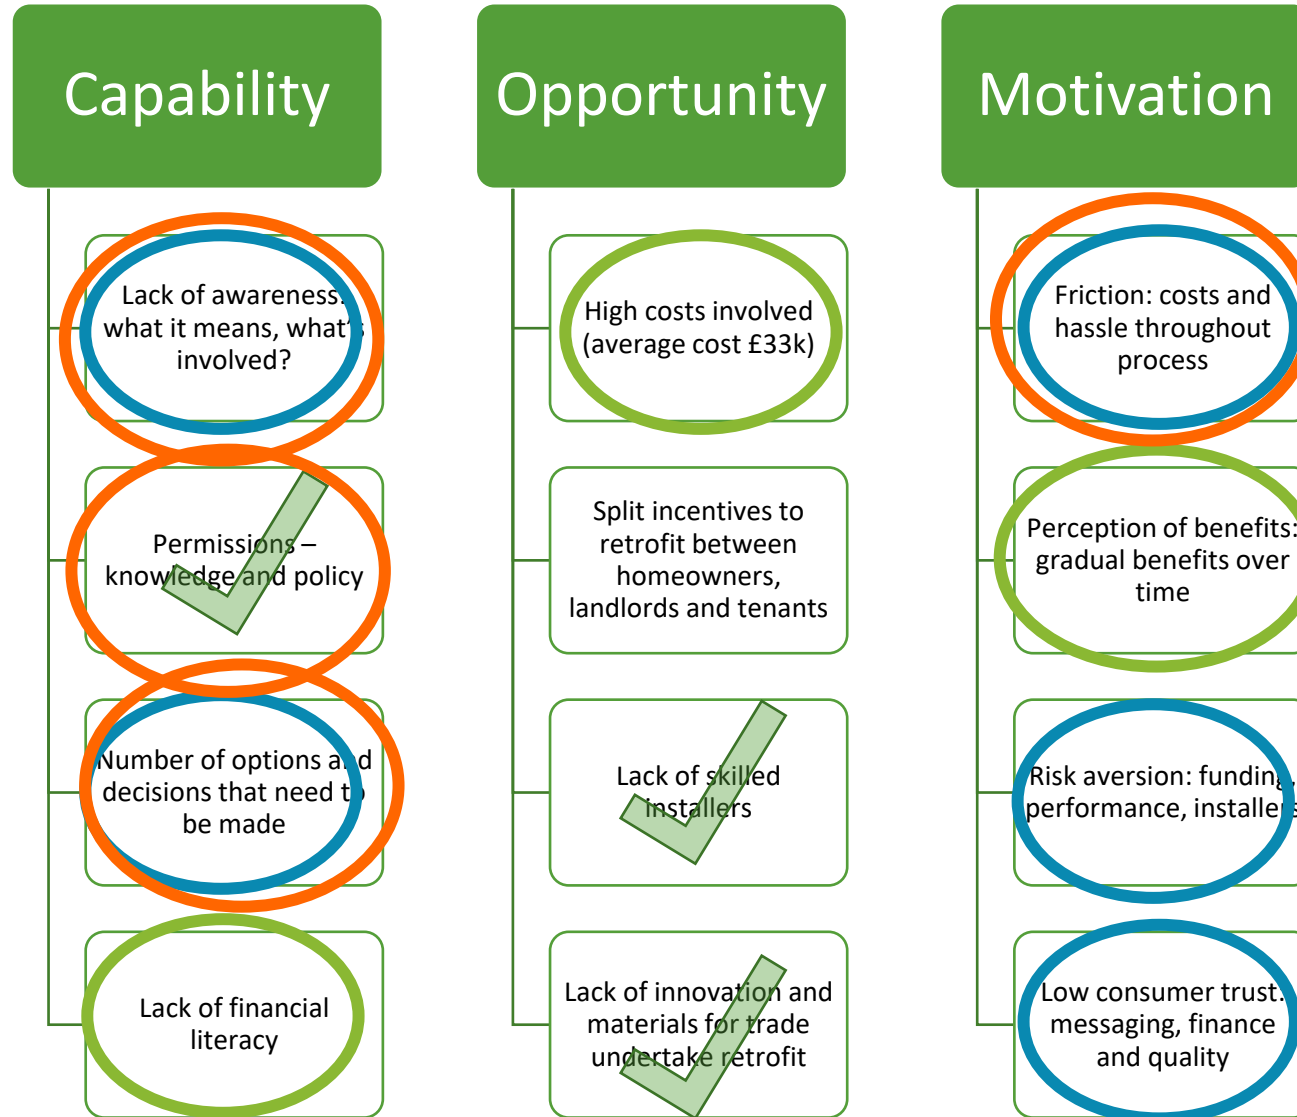 Capability
Lack of awareness:
what it means, what's
involved?
Permissions –
knowledge and policy
Number of options and
decisions that need to
be made
Lack of financial
literacy
Opportunity
High costs involved
(average cost £33k)
Split incentives to
retrofit between
homeowners,
landlords and tenants
Lack of skilled
installers
Lack of innovation and
materials for trade
undertake retrofit
Motivation
Friction: costs and
hassle throughout
process
Perception of benefits:
gradual benefits over
time
Risk aversion: funding,
performance, installers
Low consumer trust:
messaging, finance
and quality